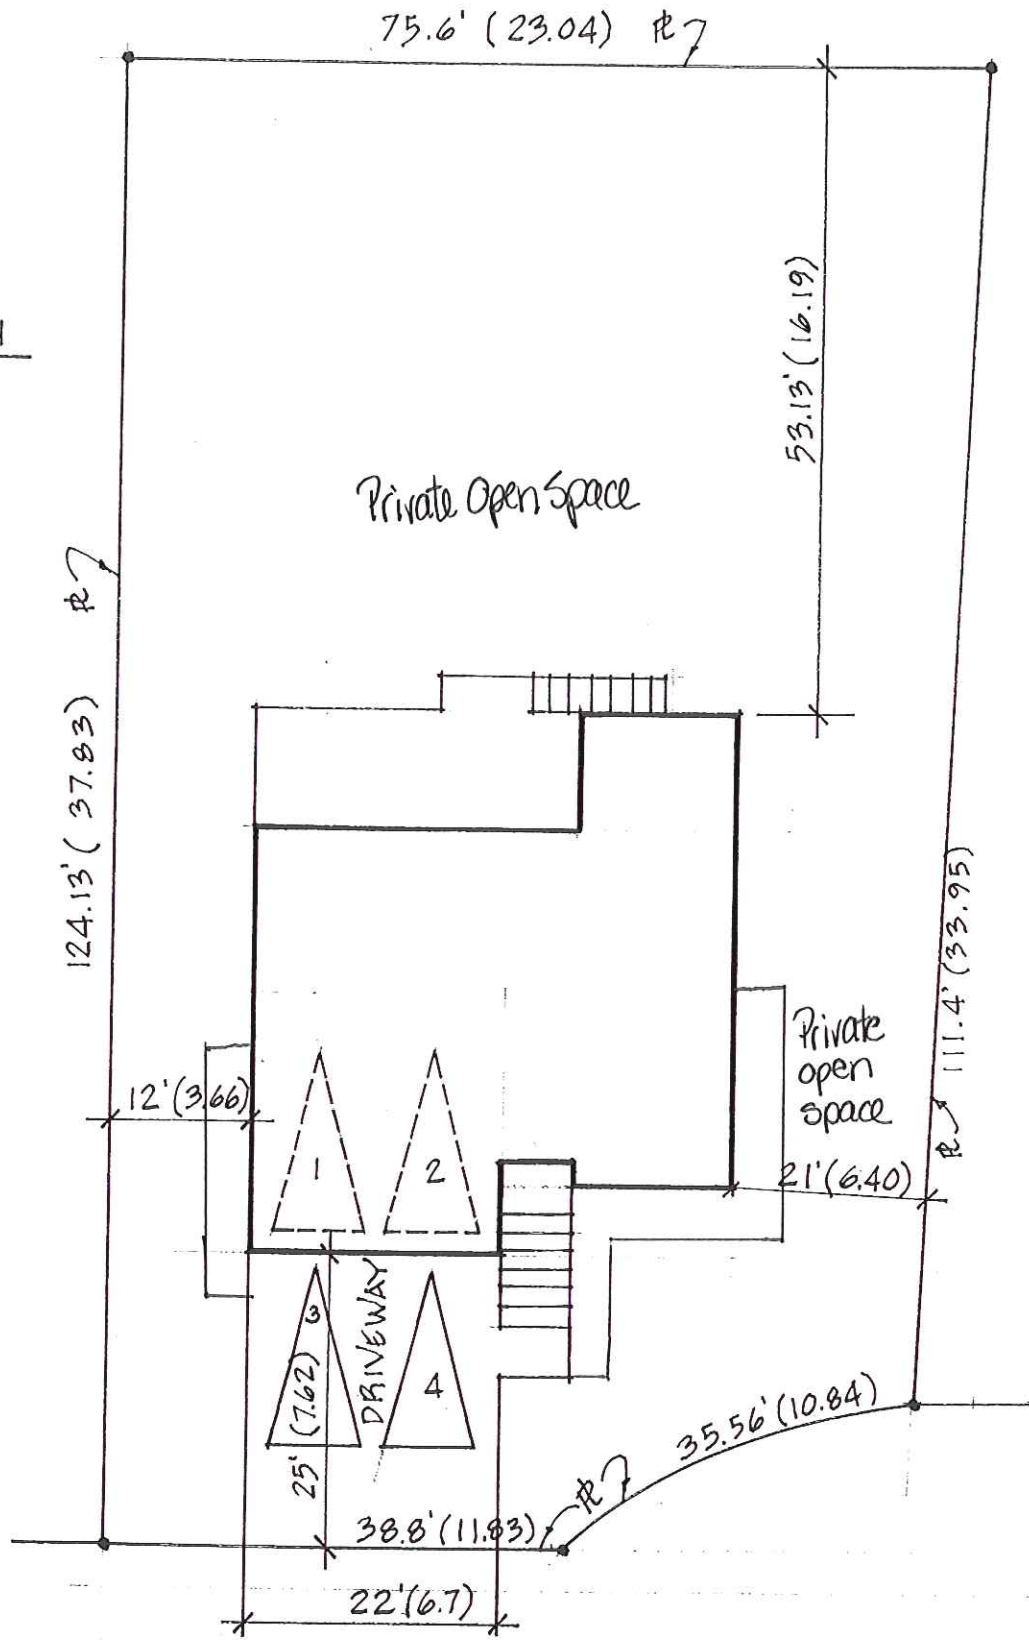 75.6' (23.04) ⅊
53.13' (16.19)
Private Open Space
⅊
124.13' (37.83)
111.4' (33.95)
Private
open
space
⅊
12' (3.66)
21' (6.40)
1
2
3
4
DRIVEWAY
25' (7.62)
35.56' (10.84)
⅊
38.8' (11.83)
22' (6.7)